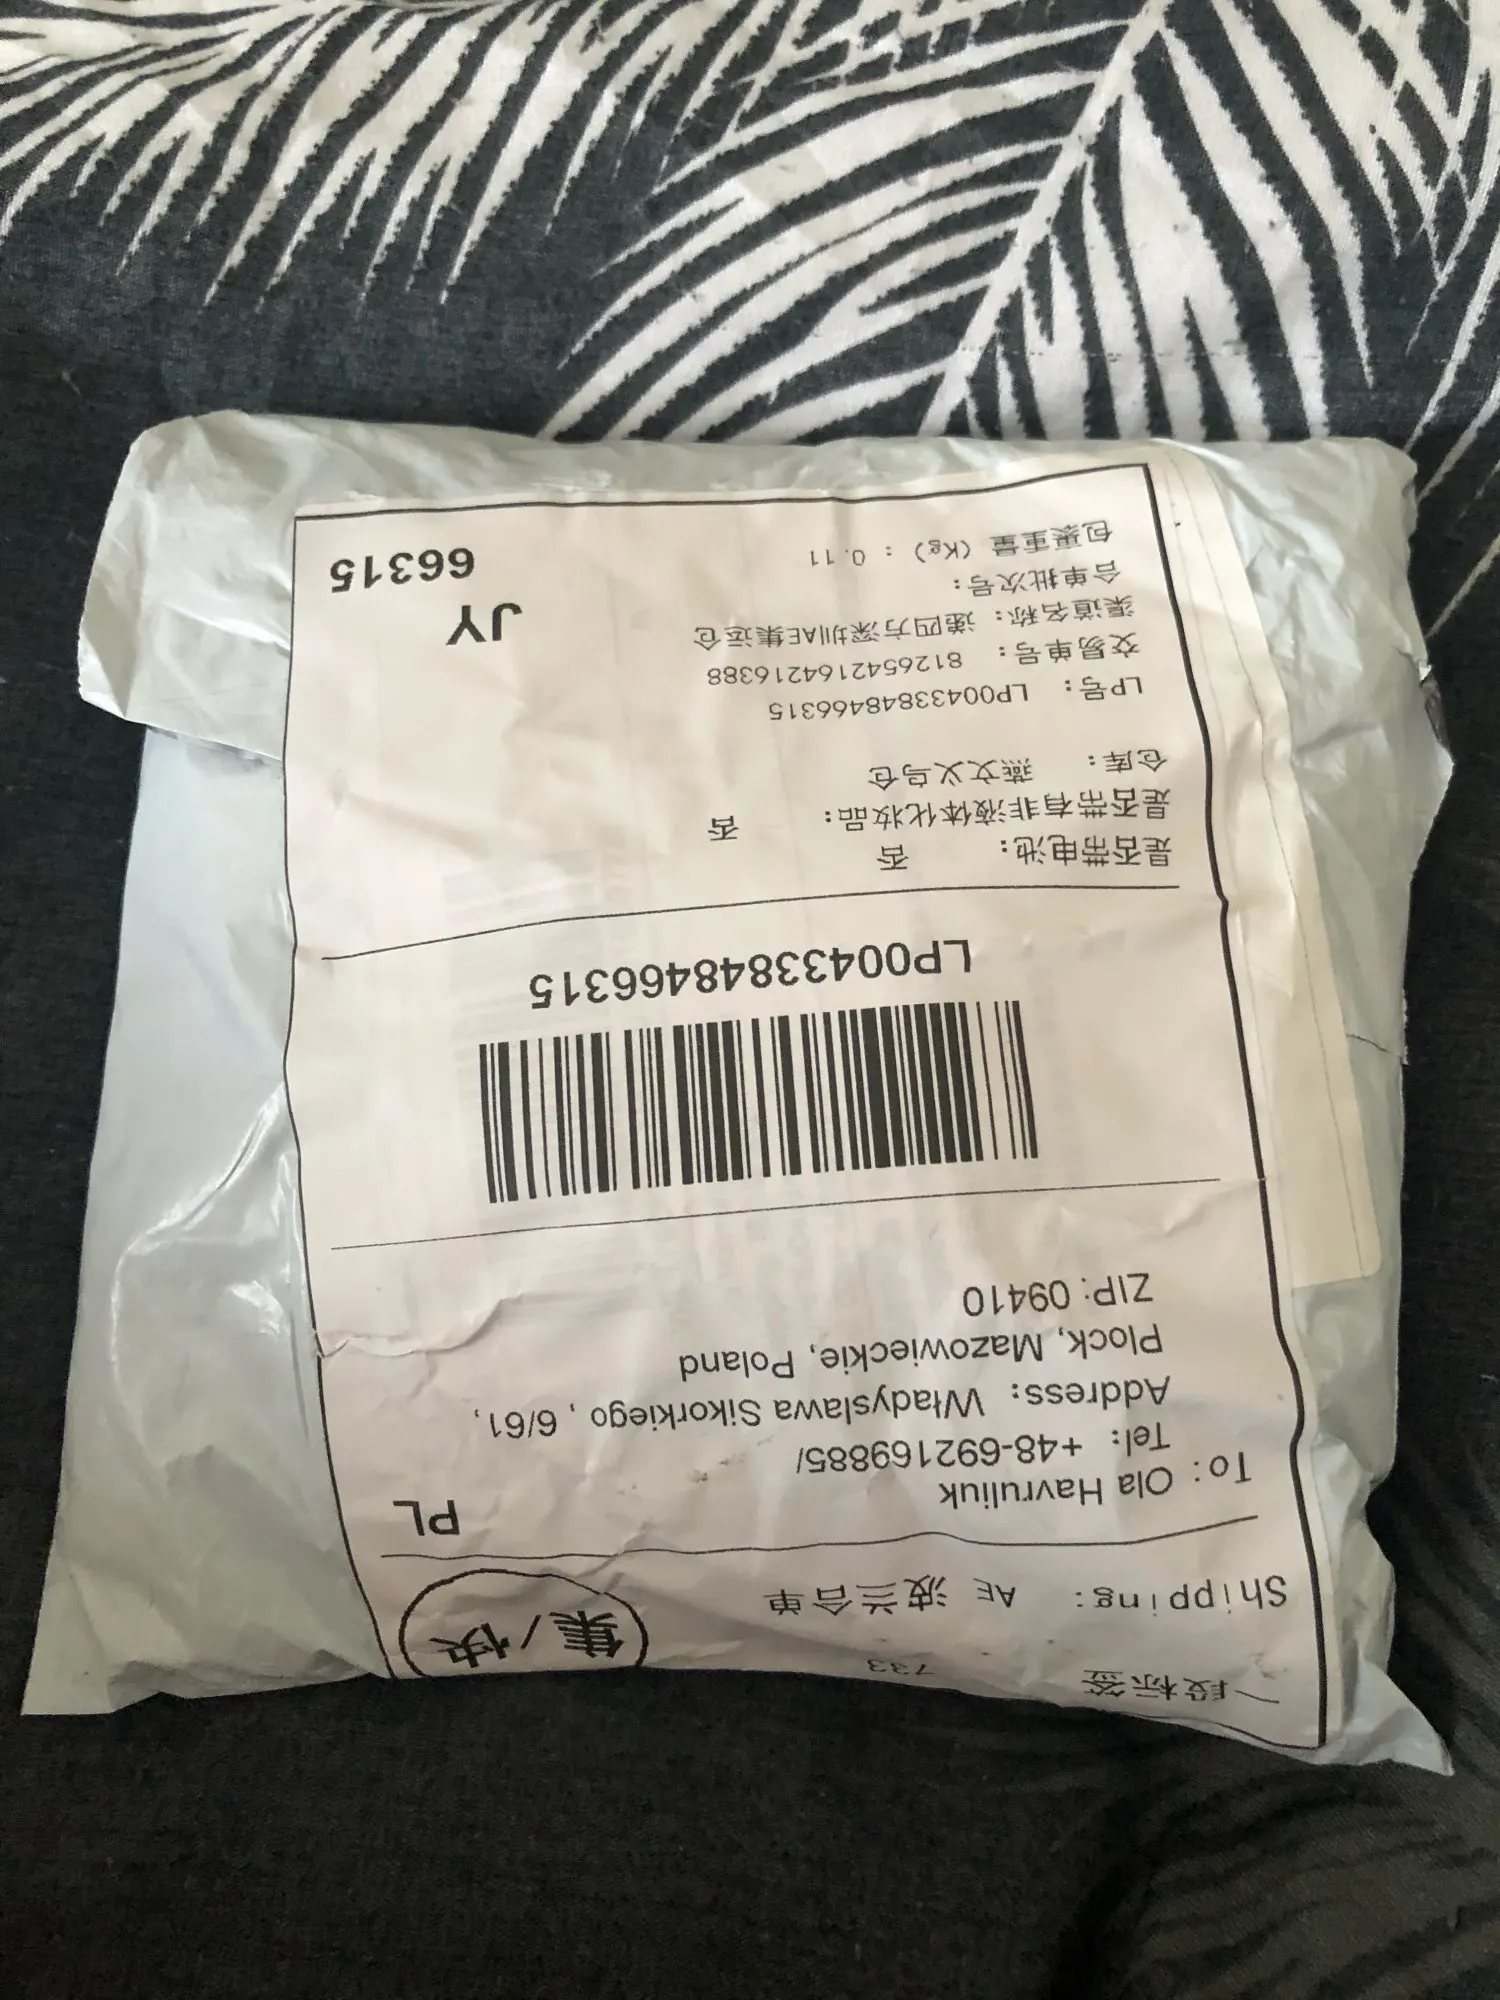 一段标签 733
集/快
Shipping: AE 波兰合单
To: Ola Havruliuk
PL
Tel: +48-692169885/
Address: Władyslawa Sikorkiego , 6/61,
Plock, Mazowieckie, Poland
ZIP: 09410
LP00433848466315
是否带电池: 否
是否带有非液体化妆品: 否
仓库: 燕文义乌仓
LP号: LP00433848466315
交易单号: 8126542164216388
渠道名称: 递四方深圳AE集运仓
合单批次号:
包裹重量 (Kg) : 0.11
JY
66315